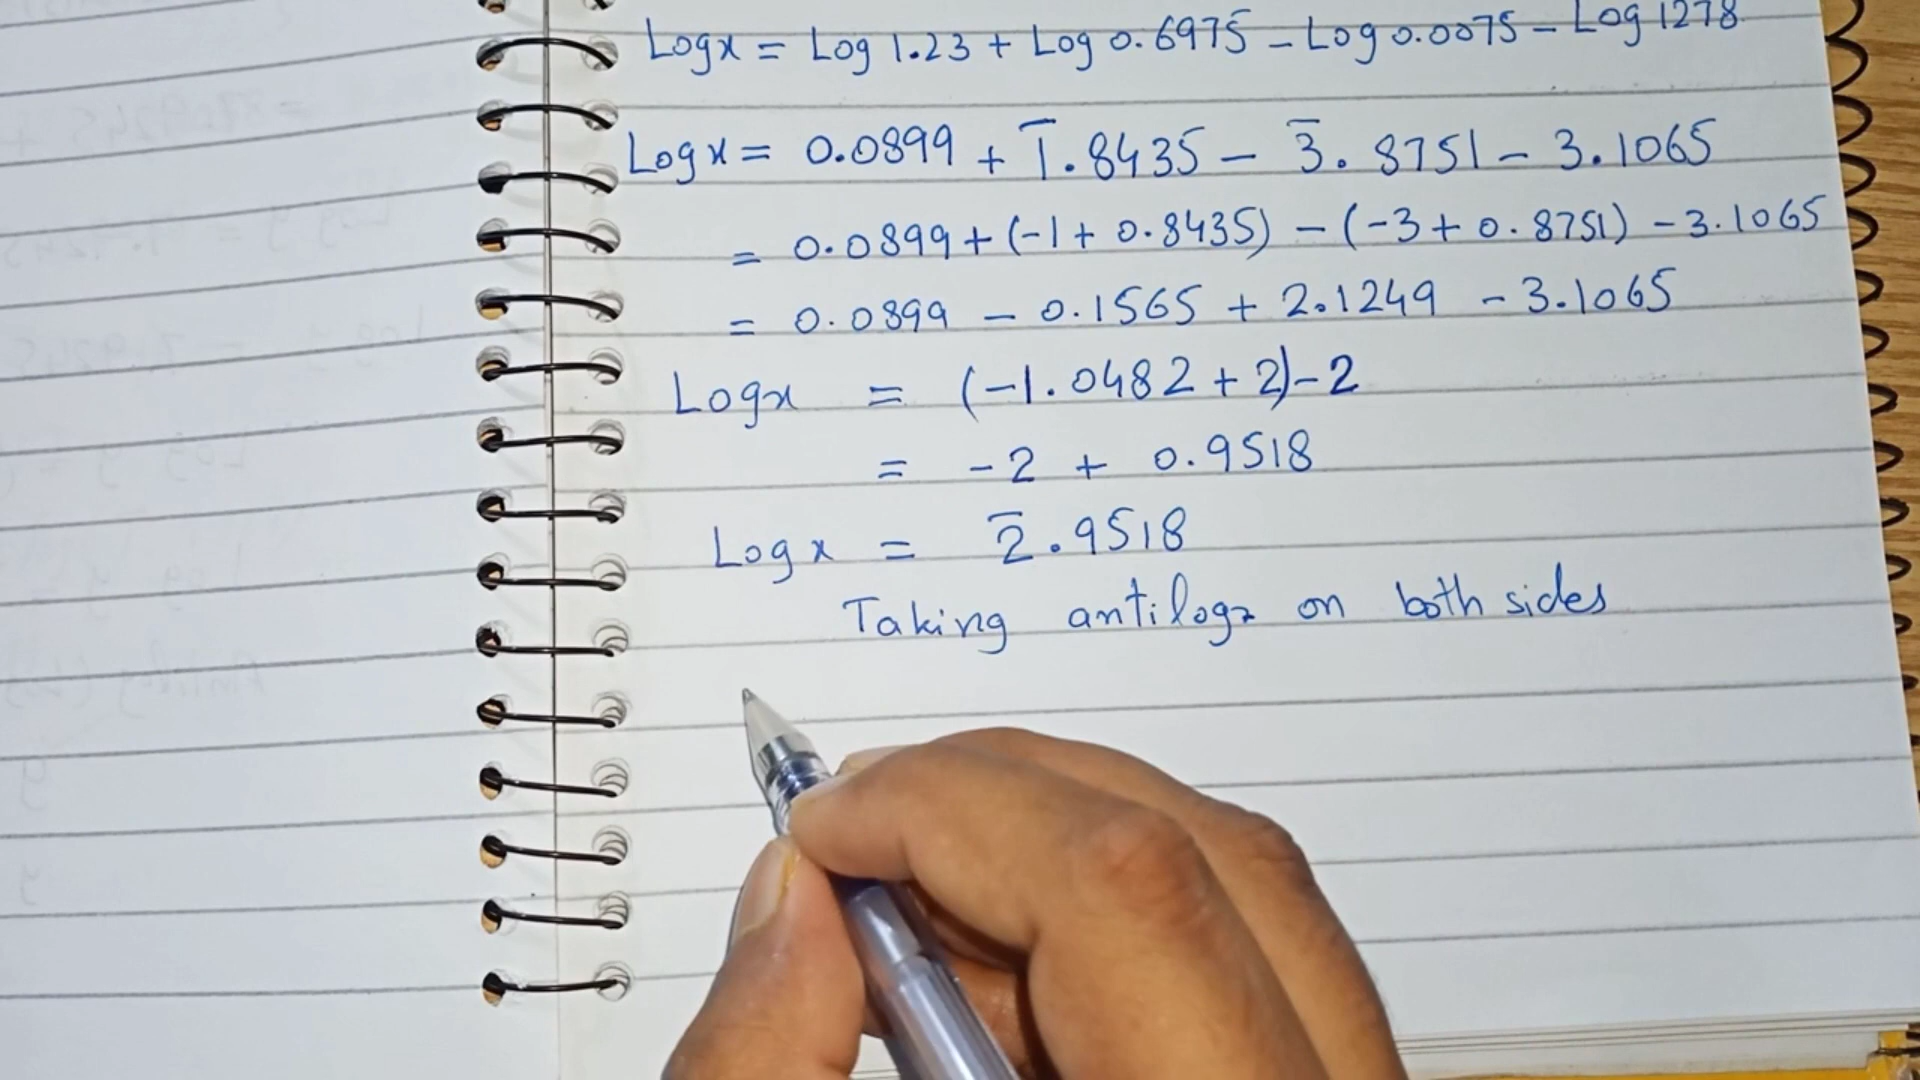 Logx = Log 1.23 + Log 0.6975 - Log 0.0075 - Log 1278
Logx = 0.0899 + 1̅.8435 - 3̅.8751 - 3.1065
= 0.0899 + (-1 + 0.8435) - (-3 + 0.8751) - 3.1065
= 0.0899 - 0.1565 + 2.1249 - 3.1065
Logx = (-1.0482 + 2) - 2
= -2 + 0.9518
Logx = 2̅.9518
Taking antilog on both sides